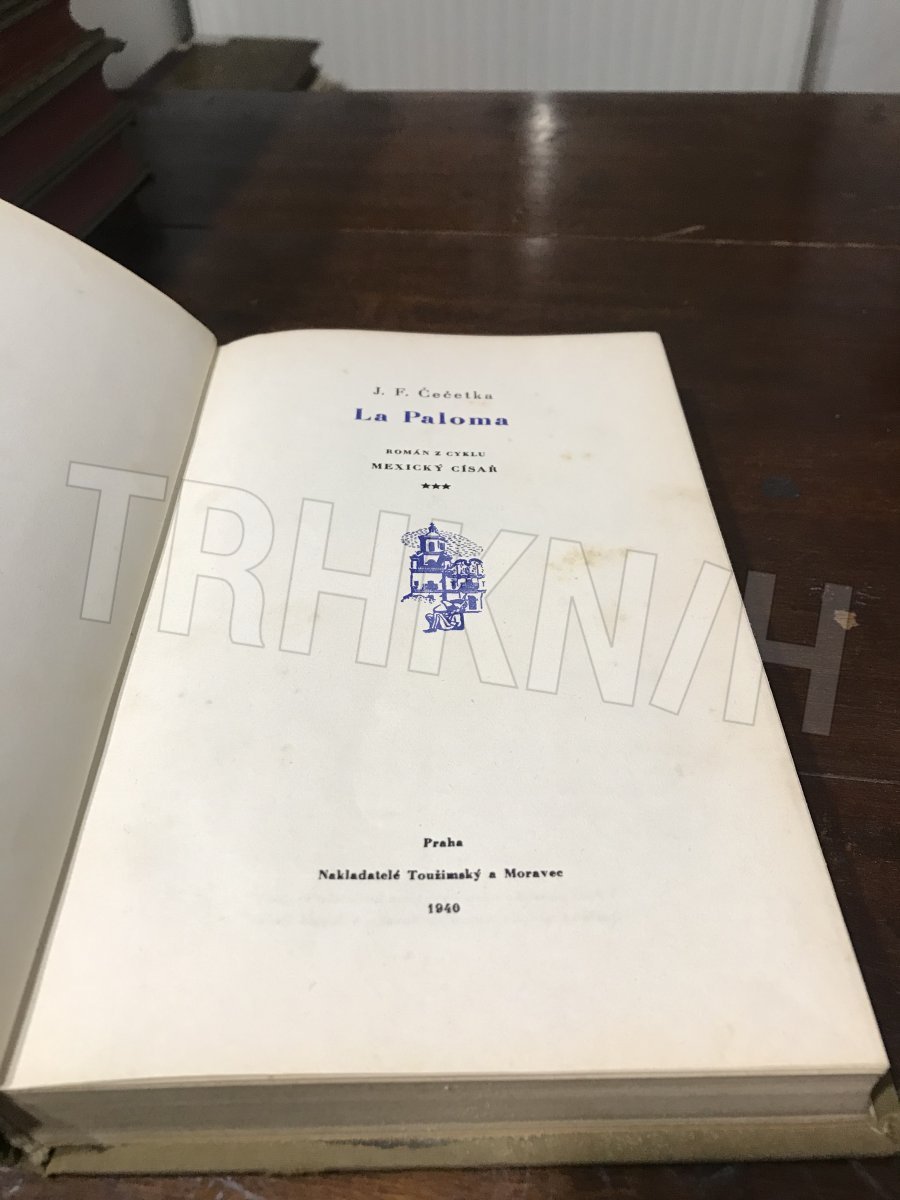 J. F. Čečetka
La Paloma
ROMÁN Z CYKLU
MEXICKÝ CÍSAŘ
★★★
TRHKNIH
Praha
Nakladatelé Toužimský a Moravec
1940